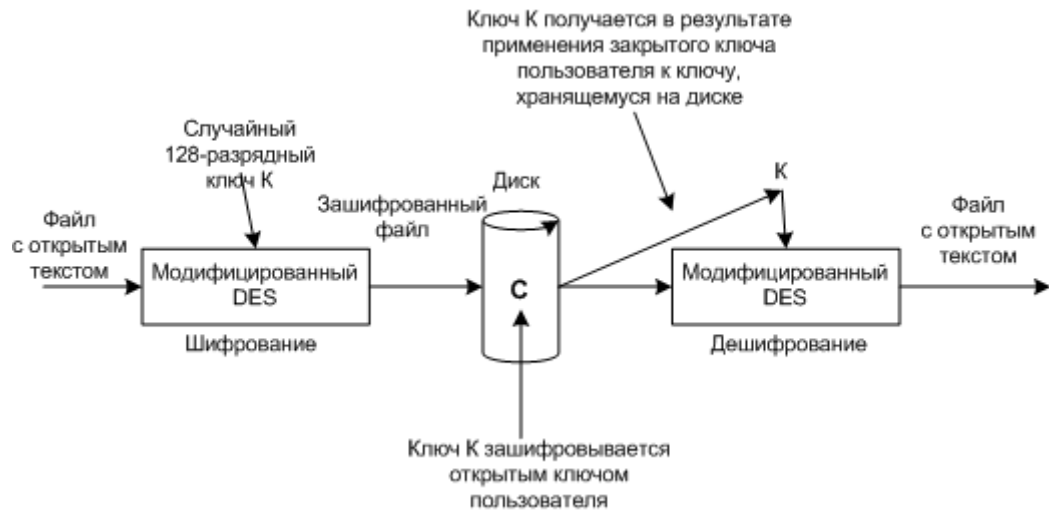 Ключ К получается в результате
применения закрытого ключа
пользователя к ключу,
хранящемуся на диске
Случайный
128-разрядный
ключ К
Файл
с открытым
текстом
Модифицированный
DES
Шифрование
Зашифрованный
файл
Диск
С
К
Модифицированный
DES
Дешифрование
Файл
с открытым
текстом
Ключ К зашифровывается
открытым ключом
пользователя